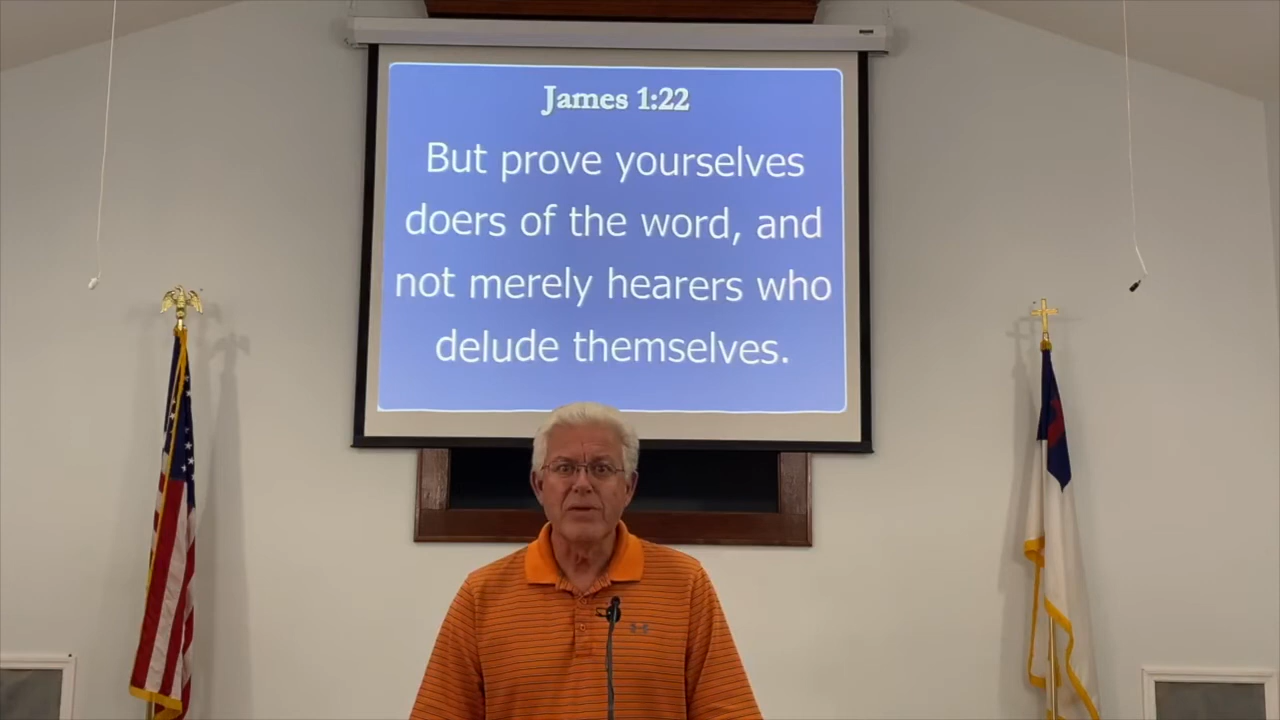 James 1:22
But prove yourselves
doers of the word, and
not merely hearers who
delude themselves.